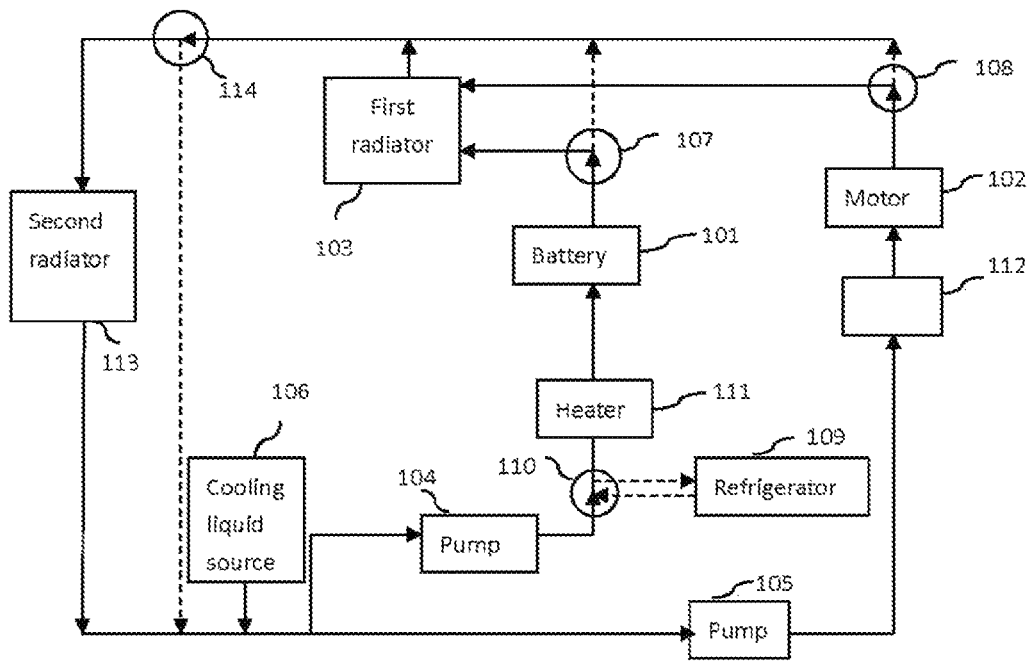 114
108
First
radiator
107
Motor
102
Second
radiator
103
Battery
101
112
113
106
Heater
111
109
110
104
Cooling
liquid
source
Refrigerator
Pump
105
Pump